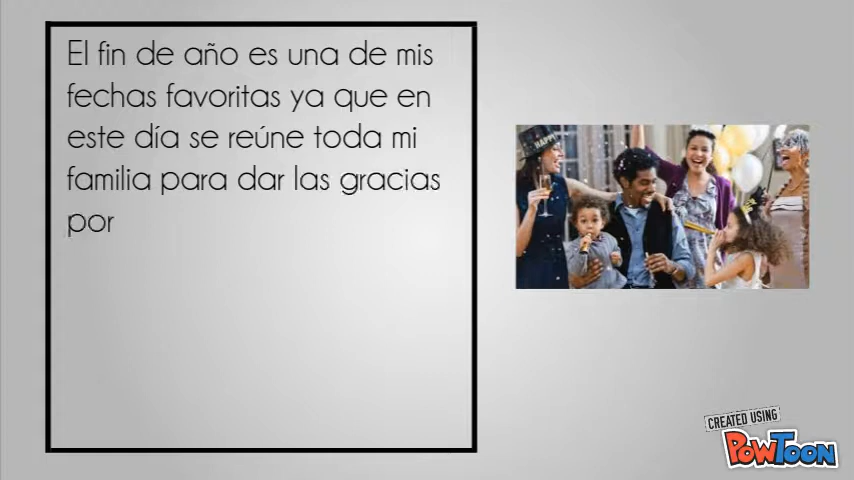 El fin de año es una de mis
fechas favoritas ya que en
este día se reúne toda mi
familia para dar las gracias
por
HAPPY
CREATED USING
POWTOON